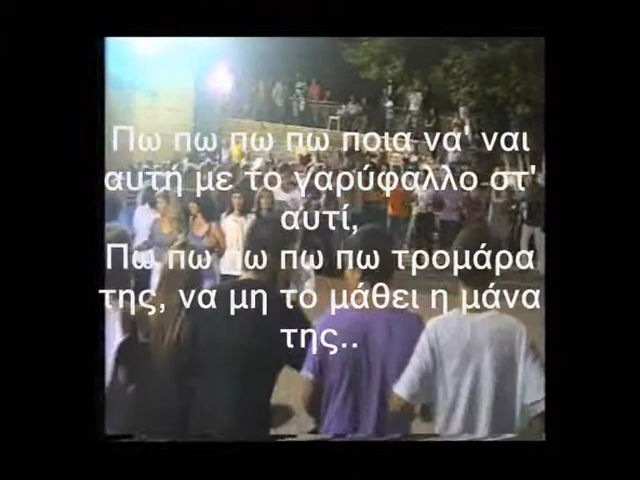 Πω πω πω πω ποια να' ναι
αυτή με το γαρύφαλλο στ'
αυτί,
Πω πω πω πω πω τρομάρα
της, να μη το μάθει η μάνα
της..